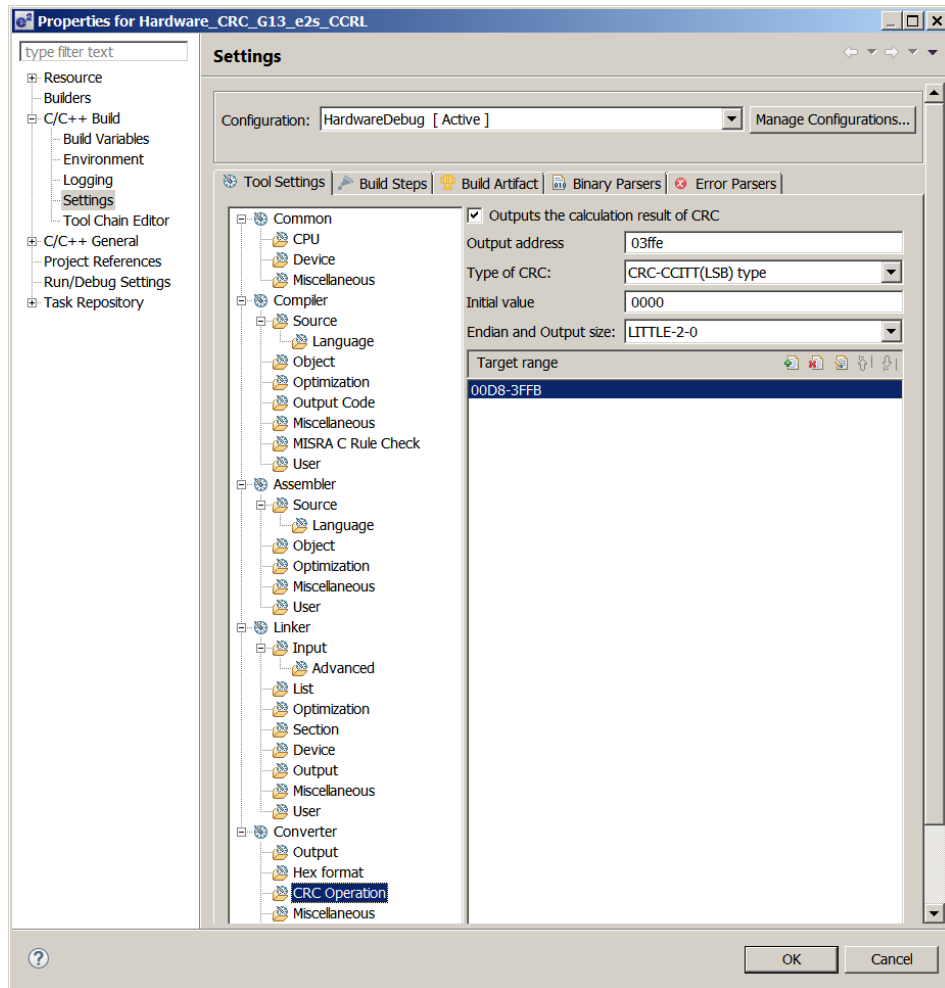 Properties for Hardware_CRC_G13_e2s_CCRL
type filter text
Resource
Builders
C/C++ Build
Build Variables
Environment
Logging
Settings
Tool Chain Editor
C/C++ General
Project References
Run/Debug Settings
Task Repository
Settings
Configuration: HardwareDebug [ Active ] Manage Configurations...
Tool Settings Build Steps Build Artifact Binary Parsers Error Parsers
Common
CPU
Device
Miscellaneous
Compiler
Source
Language
Object
Optimization
Output Code
Miscellaneous
MISRA C Rule Check
User
Assembler
Source
Language
Object
Optimization
Miscellaneous
User
Linker
Input
Advanced
List
Optimization
Section
Device
Output
Miscellaneous
User
Converter
Output
Hex format
CRC Operation
Miscellaneous
Outputs the calculation result of CRC
Output address 03ffe
Type of CRC: CRC-CCITT(LSB) type
Initial value 0000
Endian and Output size: LITTLE-2-0
Target range
00D8-3FFB
OK Cancel